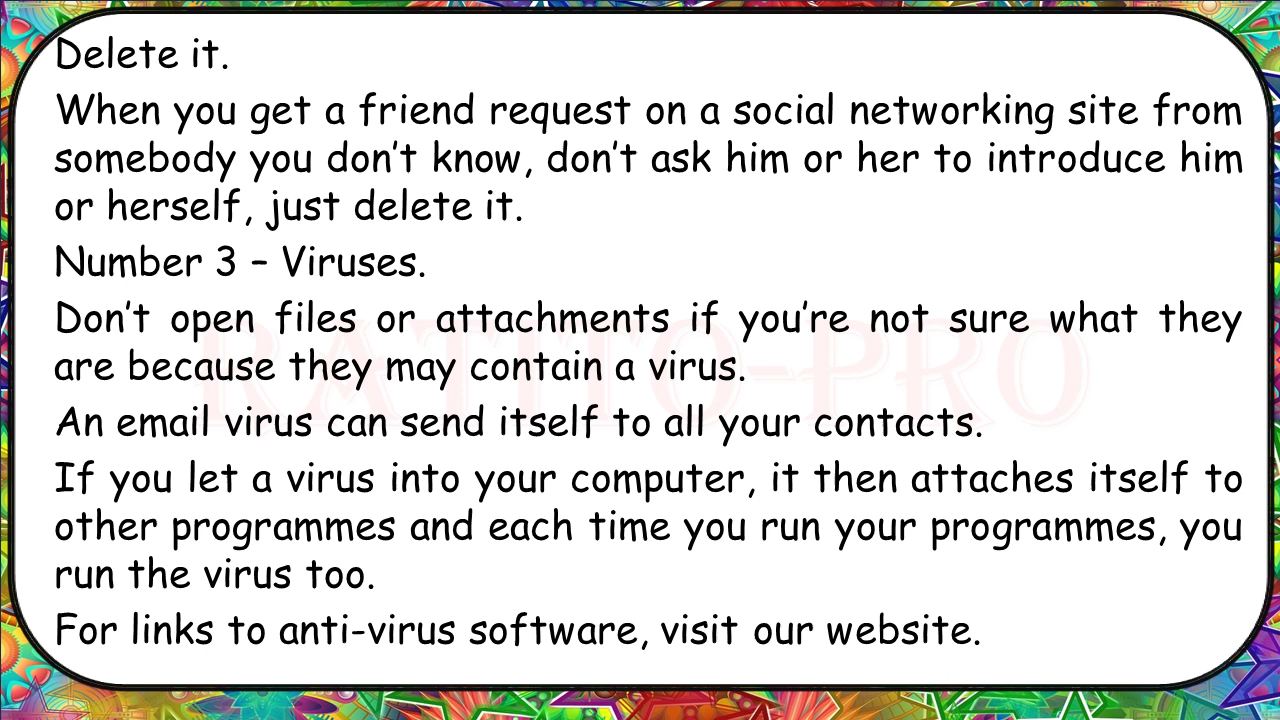 Delete it.
When you get a friend request on a social networking site from
somebody you don’t know, don’t ask him or her to introduce him
or herself, just delete it.
Number 3 – Viruses.
Don’t open files or attachments if you’re not sure what they
are because they may contain a virus.
An email virus can send itself to all your contacts.
If you let a virus into your computer, it then attaches itself to
other programmes and each time you run your programmes, you
run the virus too.
For links to anti-virus software, visit our website.
RATITO-PRO